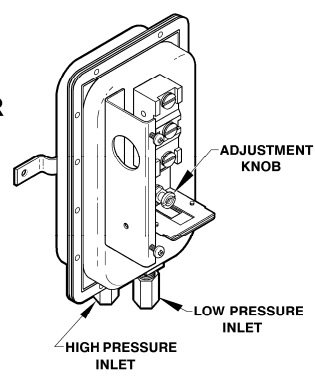 R
ADJUSTMENT
KNOB
LOW PRESSURE
INLET
HIGH PRESSURE
INLET